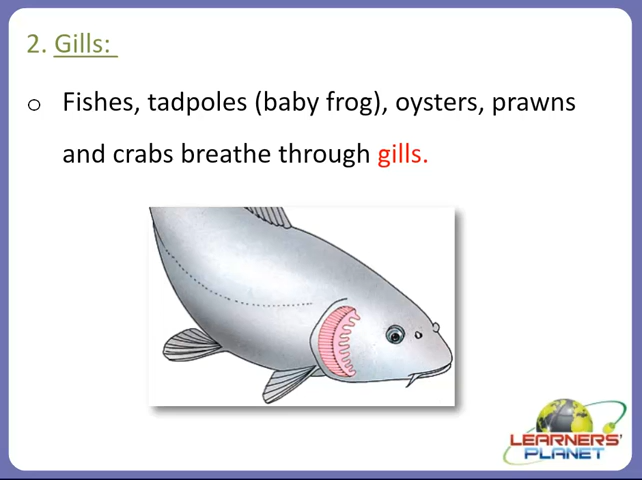 2. Gills:
o Fishes, tadpoles (baby frog), oysters, prawns
and crabs breathe through gills.
LEARNERS'
PLANET